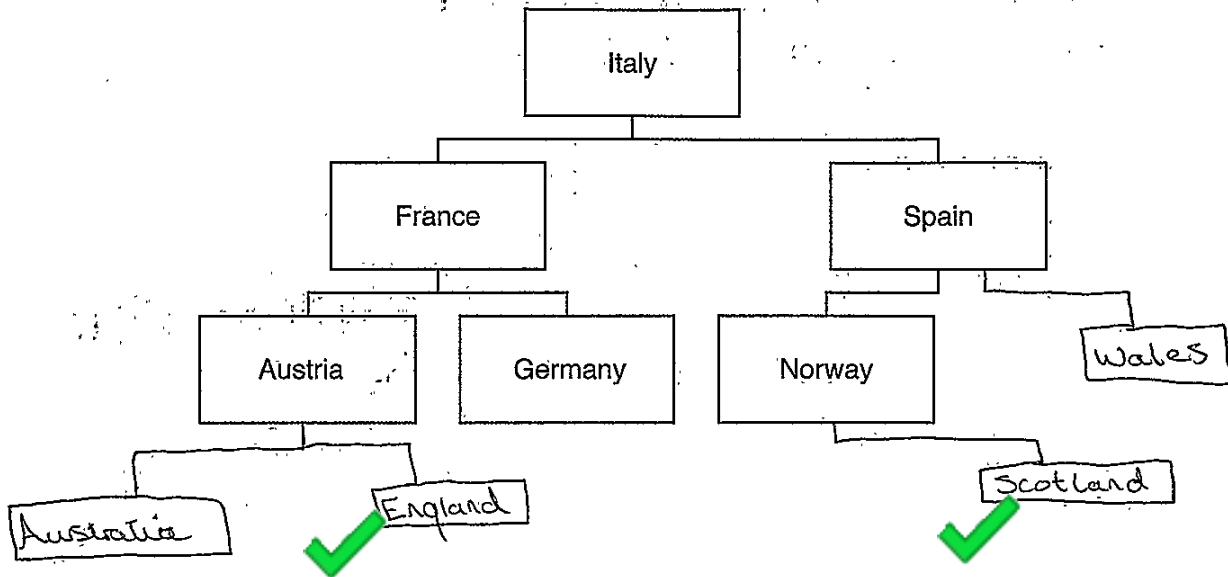 Italy
France
Spain
Austria
Germany
Norway
Wales
Australia
England
Scotland